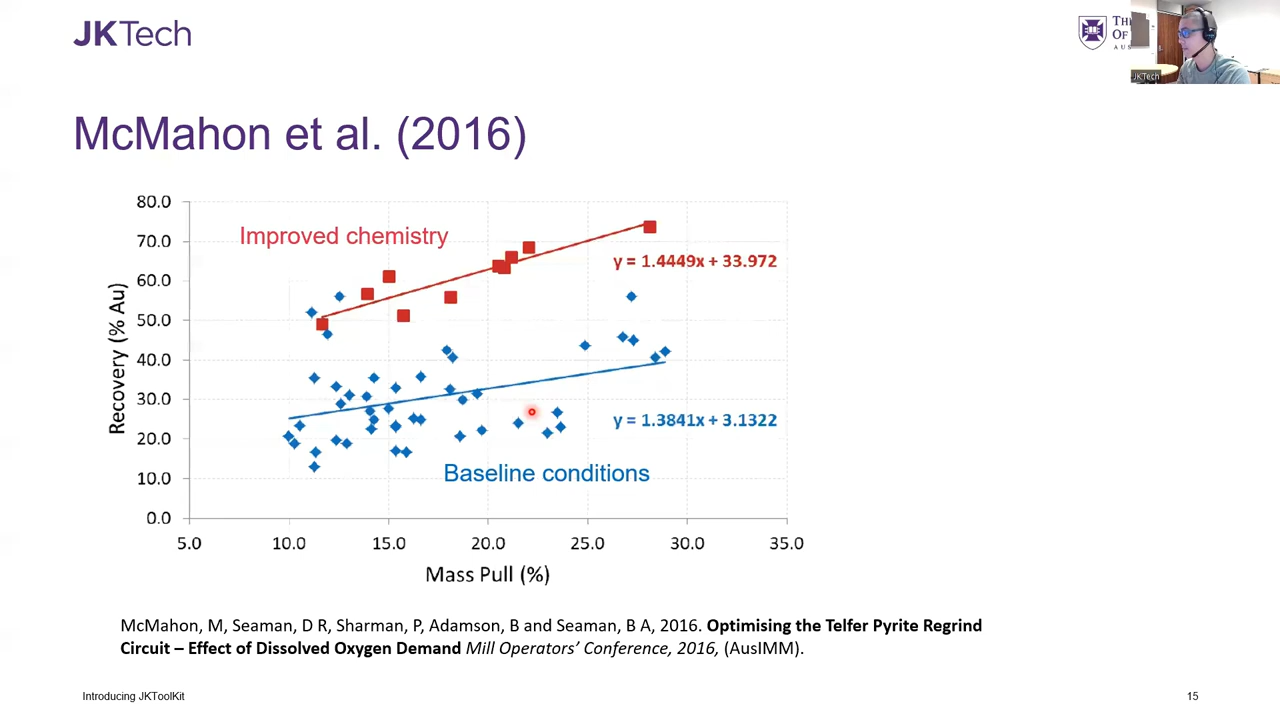 JKTech
TH
OF
AUS
JKTech
McMahon et al. (2016)
80.0
70.0
60.0
50.0
40.0
30.0
20.0
10.0
0.0
Recovery (% Au)
Improved chemistry
y = 1.4449x + 33.972
y = 1.3841x + 3.1322
Baseline conditions
5.0 10.0 15.0 20.0 25.0 30.0 35.0
Mass Pull (%)
McMahon, M, Seaman, D R, Sharman, P, Adamson, B and Seaman, B A, 2016. Optimising the Telfer Pyrite Regrind
Circuit – Effect of Dissolved Oxygen Demand Mill Operators’ Conference, 2016, (AusIMM).
Introducing JKToolKit
15